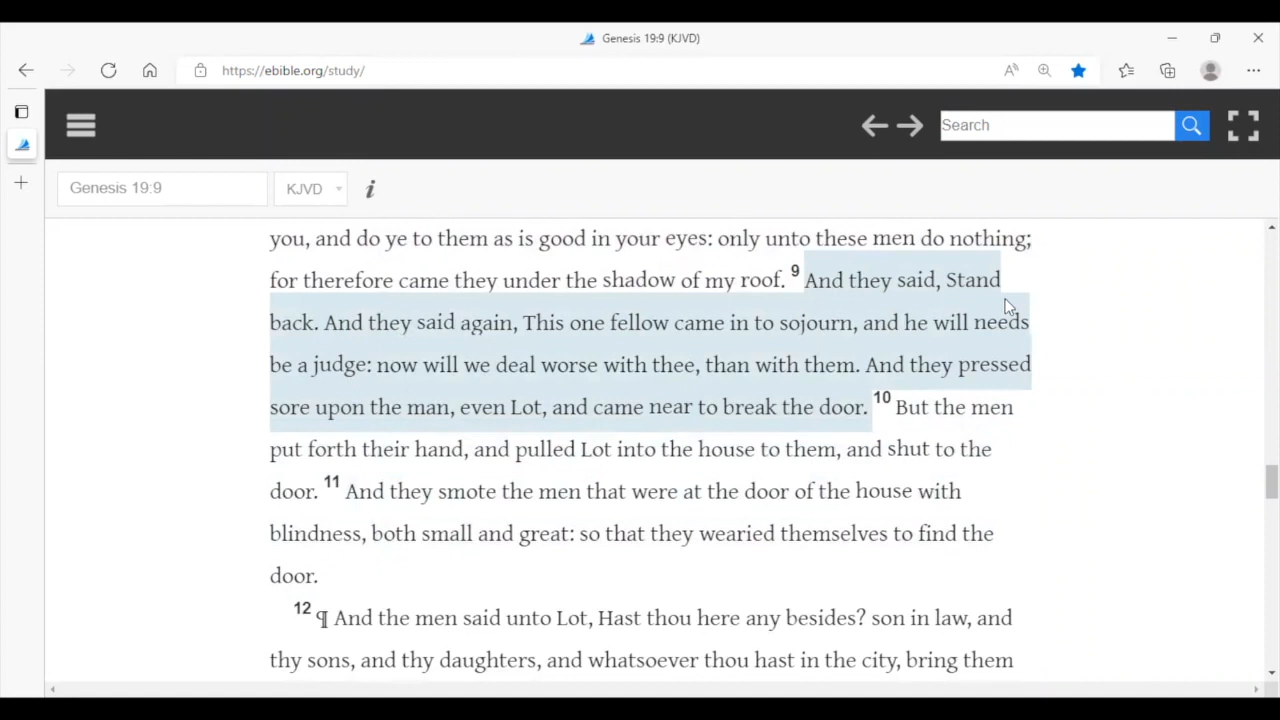 Genesis 19:9 (KJVD)
https://ebible.org/study/
Search
Genesis 19:9 KJVD i
you, and do ye to them as is good in your eyes: only unto these men do nothing;
for therefore came they under the shadow of my roof. 9 And they said, Stand
back. And they said again, This one fellow came in to sojourn, and he will needs
be a judge: now will we deal worse with thee, than with them. And they pressed
sore upon the man, even Lot, and came near to break the door. 10 But the men
put forth their hand, and pulled Lot into the house to them, and shut to the
door. 11 And they smote the men that were at the door of the house with
blindness, both small and great: so that they wearied themselves to find the
door.
12 ¶ And the men said unto Lot, Hast thou here any besides? son in law, and
thy sons, and thy daughters, and whatsoever thou hast in the city, bring them